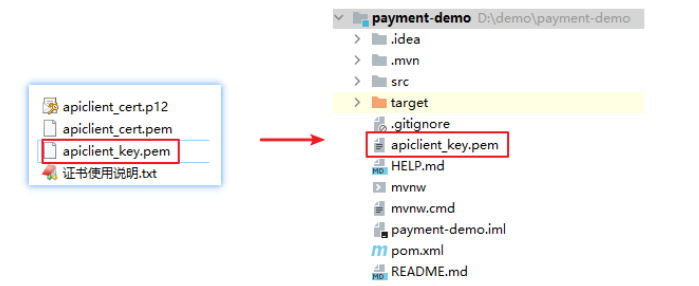 apiclient_cert.p12
apiclient_cert.pem
apiclient_key.pem
证书使用说明.txt
payment-demo D:\demo\payment-demo
.idea
.mvn
src
target
.gitignore
apiclient_key.pem
HELP.md
mvnw
mvnw.cmd
payment-demo.iml
pom.xml
README.md